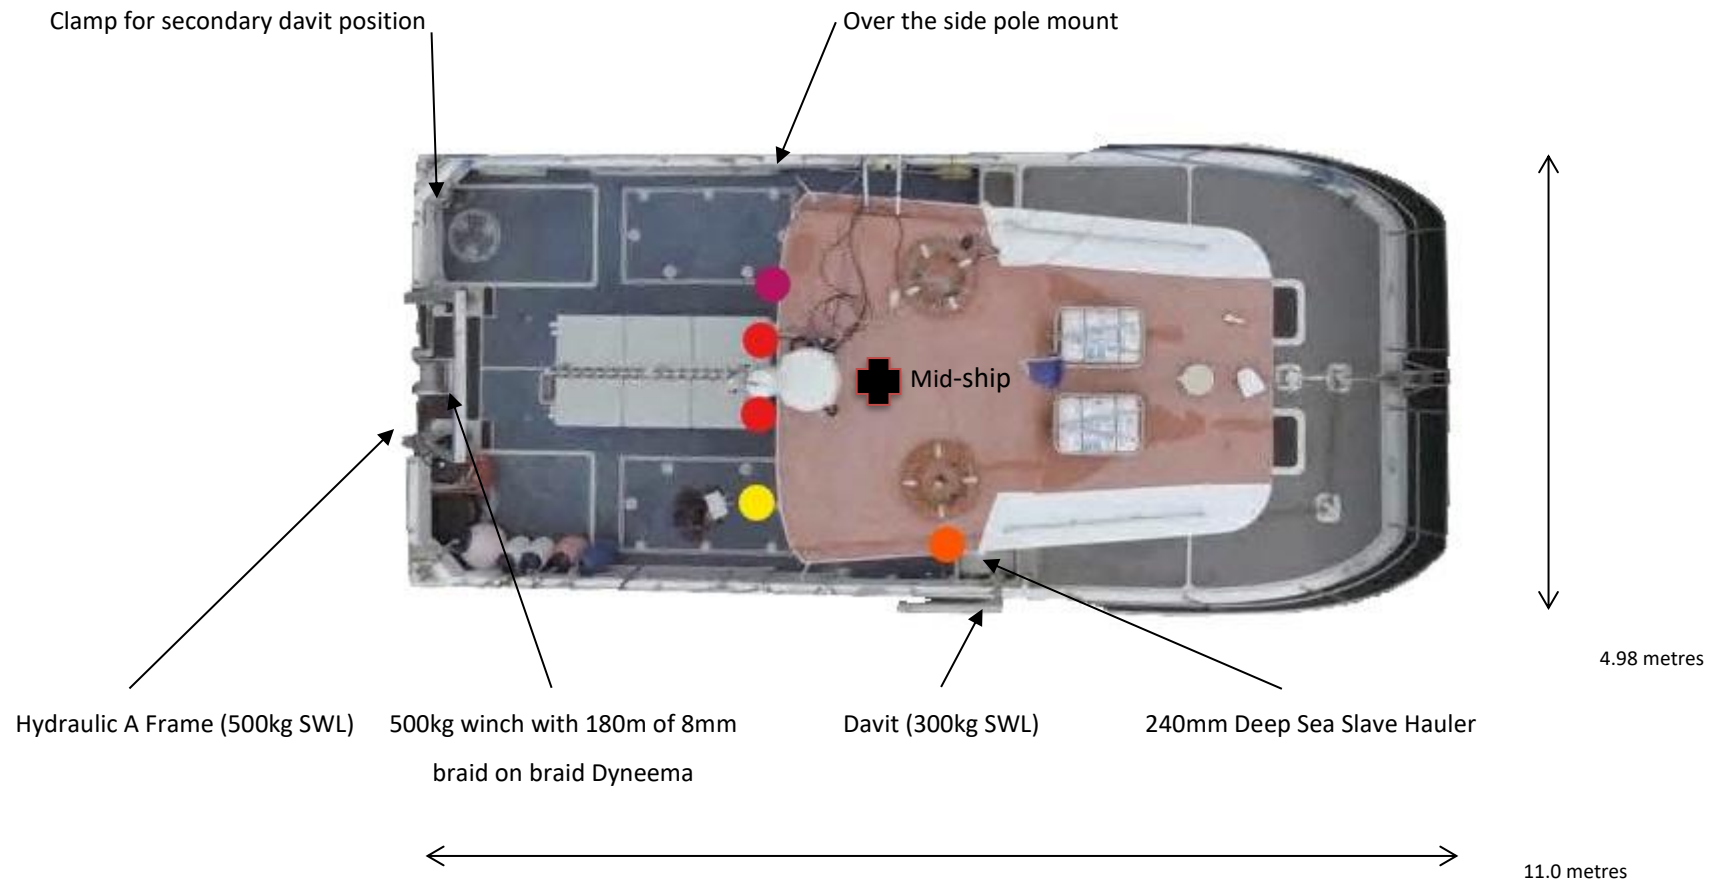 Clamp for secondary davit position
Over the side pole mount
Mid-ship
4.98 metres
Hydraulic A Frame (500kg SWL)
500kg winch with 180m of 8mm
braid on braid Dyneema
Davit (300kg SWL)
240mm Deep Sea Slave Hauler
11.0 metres